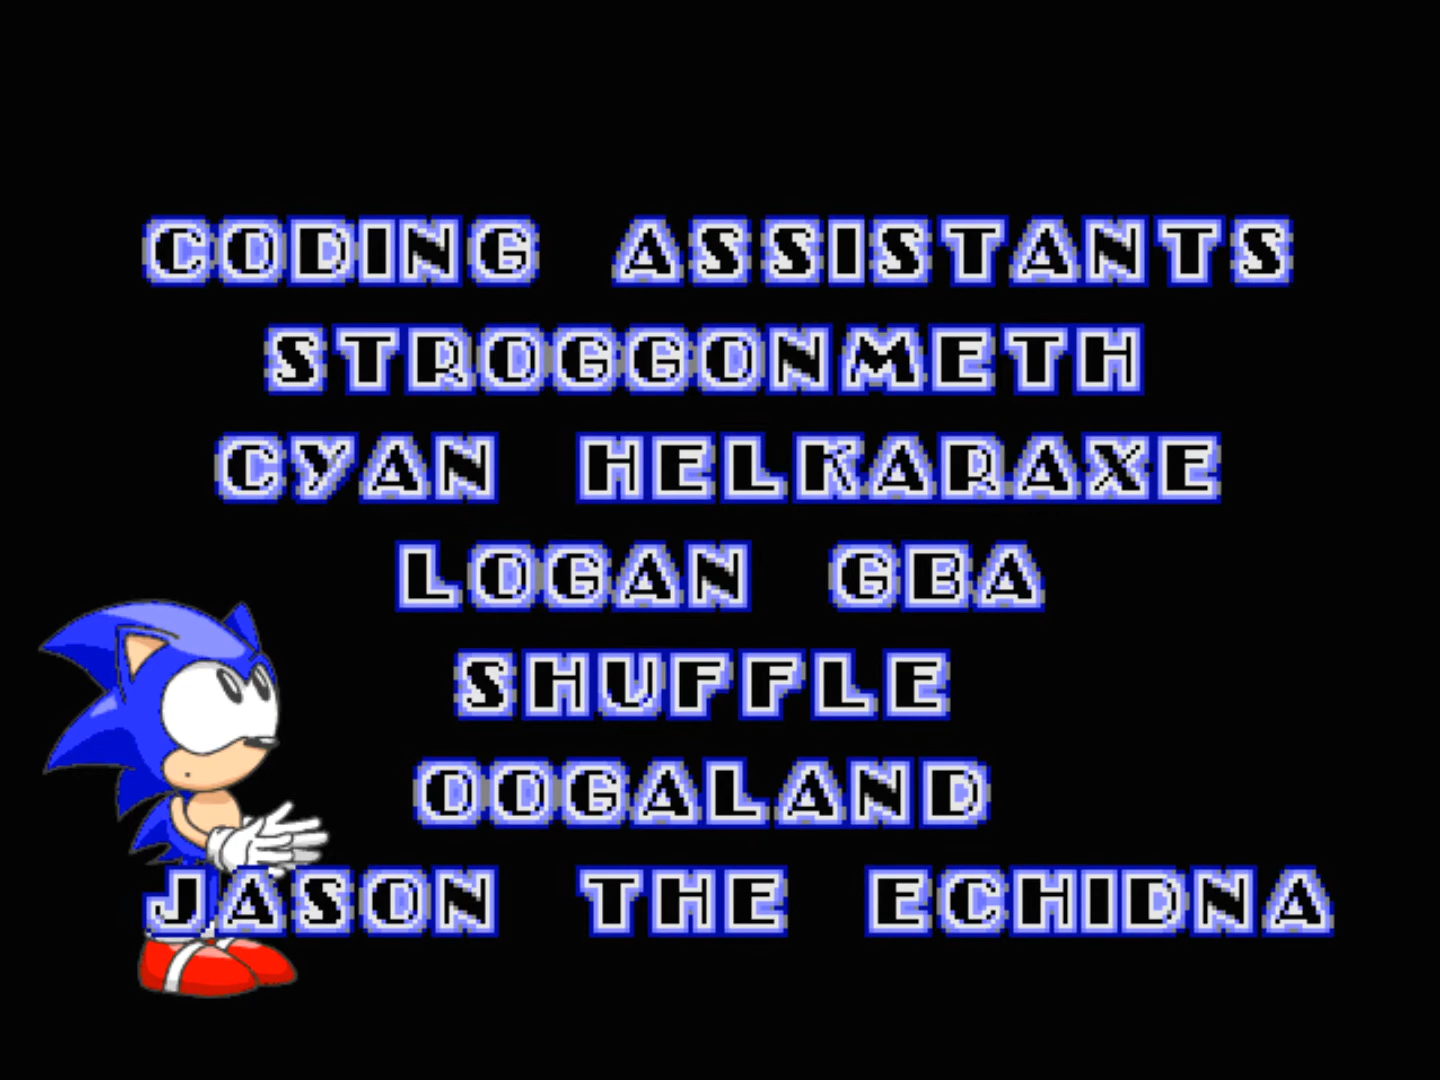 CODING ASSISTANTS
STROGGONMETH
CYAN HELKARAXE
LOGAN GBA
SHUFFLE
OOGALAND
JASON THE ECHIDNA